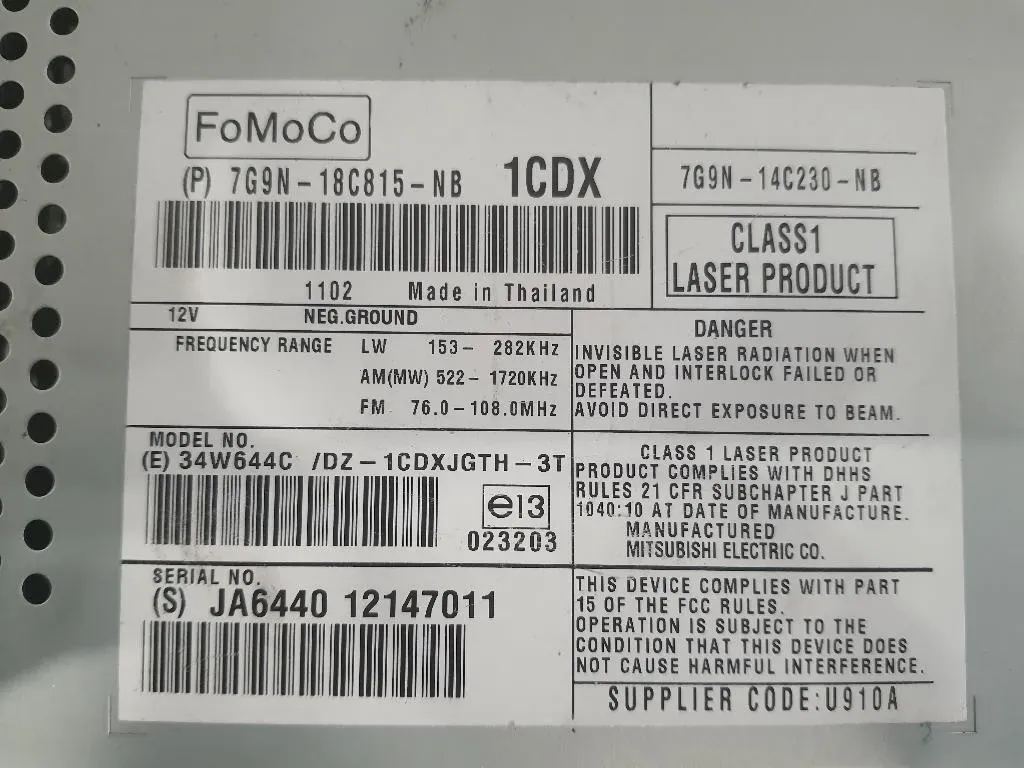 FoMoCo
(P) 7G9N-18C815-NB 1CDX
1102 Made in Thailand
7G9N-14C230-NB
CLASS1
LASER PRODUCT
12V NEG.GROUND
FREQUENCY RANGE LW 153- 282KHz
AM(MW) 522- 1720KHz
FM 76.0-108.0MHz
DANGER
INVISIBLE LASER RADIATION WHEN
OPEN AND INTERLOCK FAILED OR
DEFEATED.
AVOID DIRECT EXPOSURE TO BEAM.
MODEL NO.
(E) 34W644C /DZ-1CDXJGTH-3T
e13
023203
CLASS 1 LASER PRODUCT
PRODUCT COMPLIES WITH DHHS
RULES 21 CFR SUBCHAPTER J PART
1040:10 AT DATE OF MANUFACTURE.
MANUFACTURED
MITSUBISHI ELECTRIC CO.
SERIAL NO.
(S) JA6440 12147011
THIS DEVICE COMPLIES WITH PART
15 OF THE FCC RULES.
OPERATION IS SUBJECT TO THE
CONDITION THAT THIS DEVICE DOES
NOT CAUSE HARMFUL INTERFERENCE.
SUPPLIER CODE:U910A